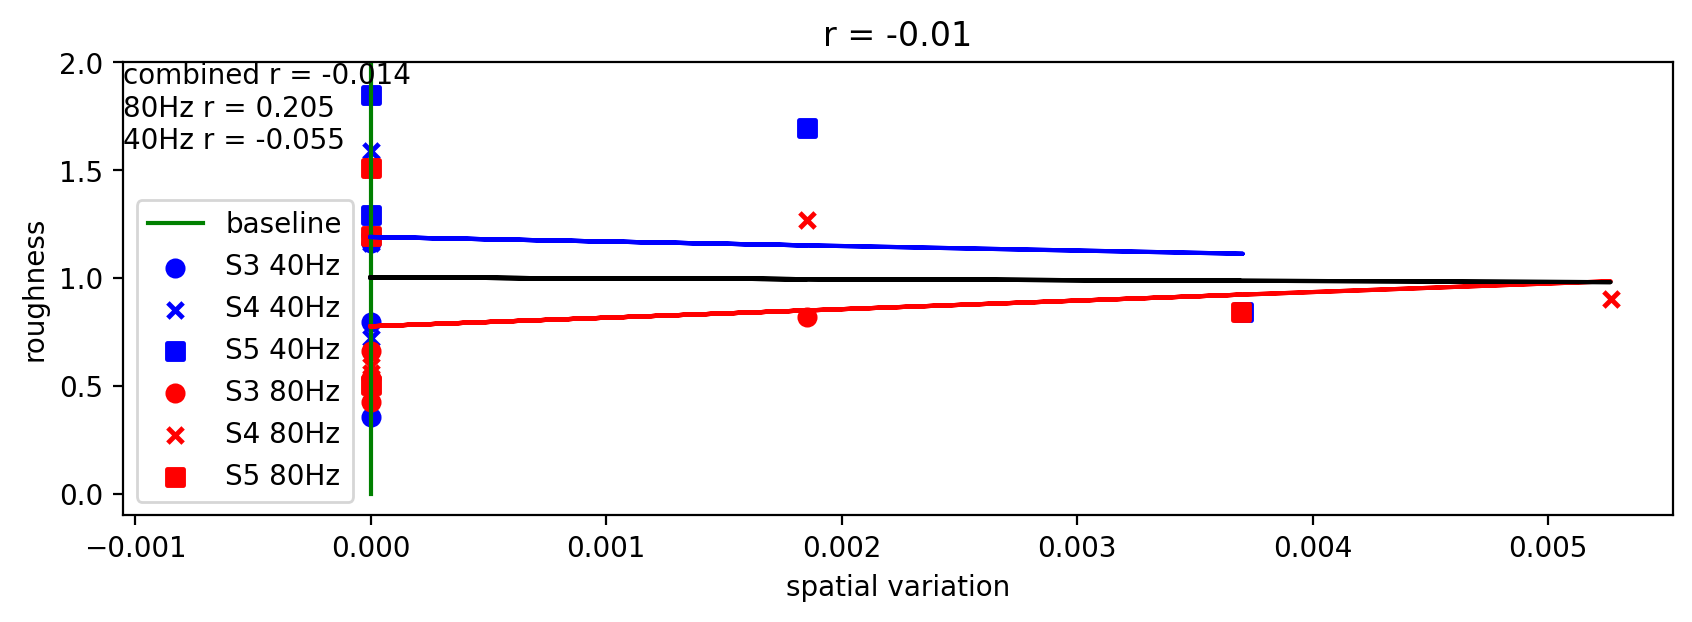 r = -0.01
combined r = -0.014
80Hz r = 0.205
40Hz r = -0.055
2.0
1.5
1.0
0.5
0.0
roughness
baseline
S3 40Hz
S4 40Hz
S5 40Hz
S3 80Hz
S4 80Hz
S5 80Hz
−0.001 0.000 0.001 0.002 0.003 0.004 0.005
spatial variation